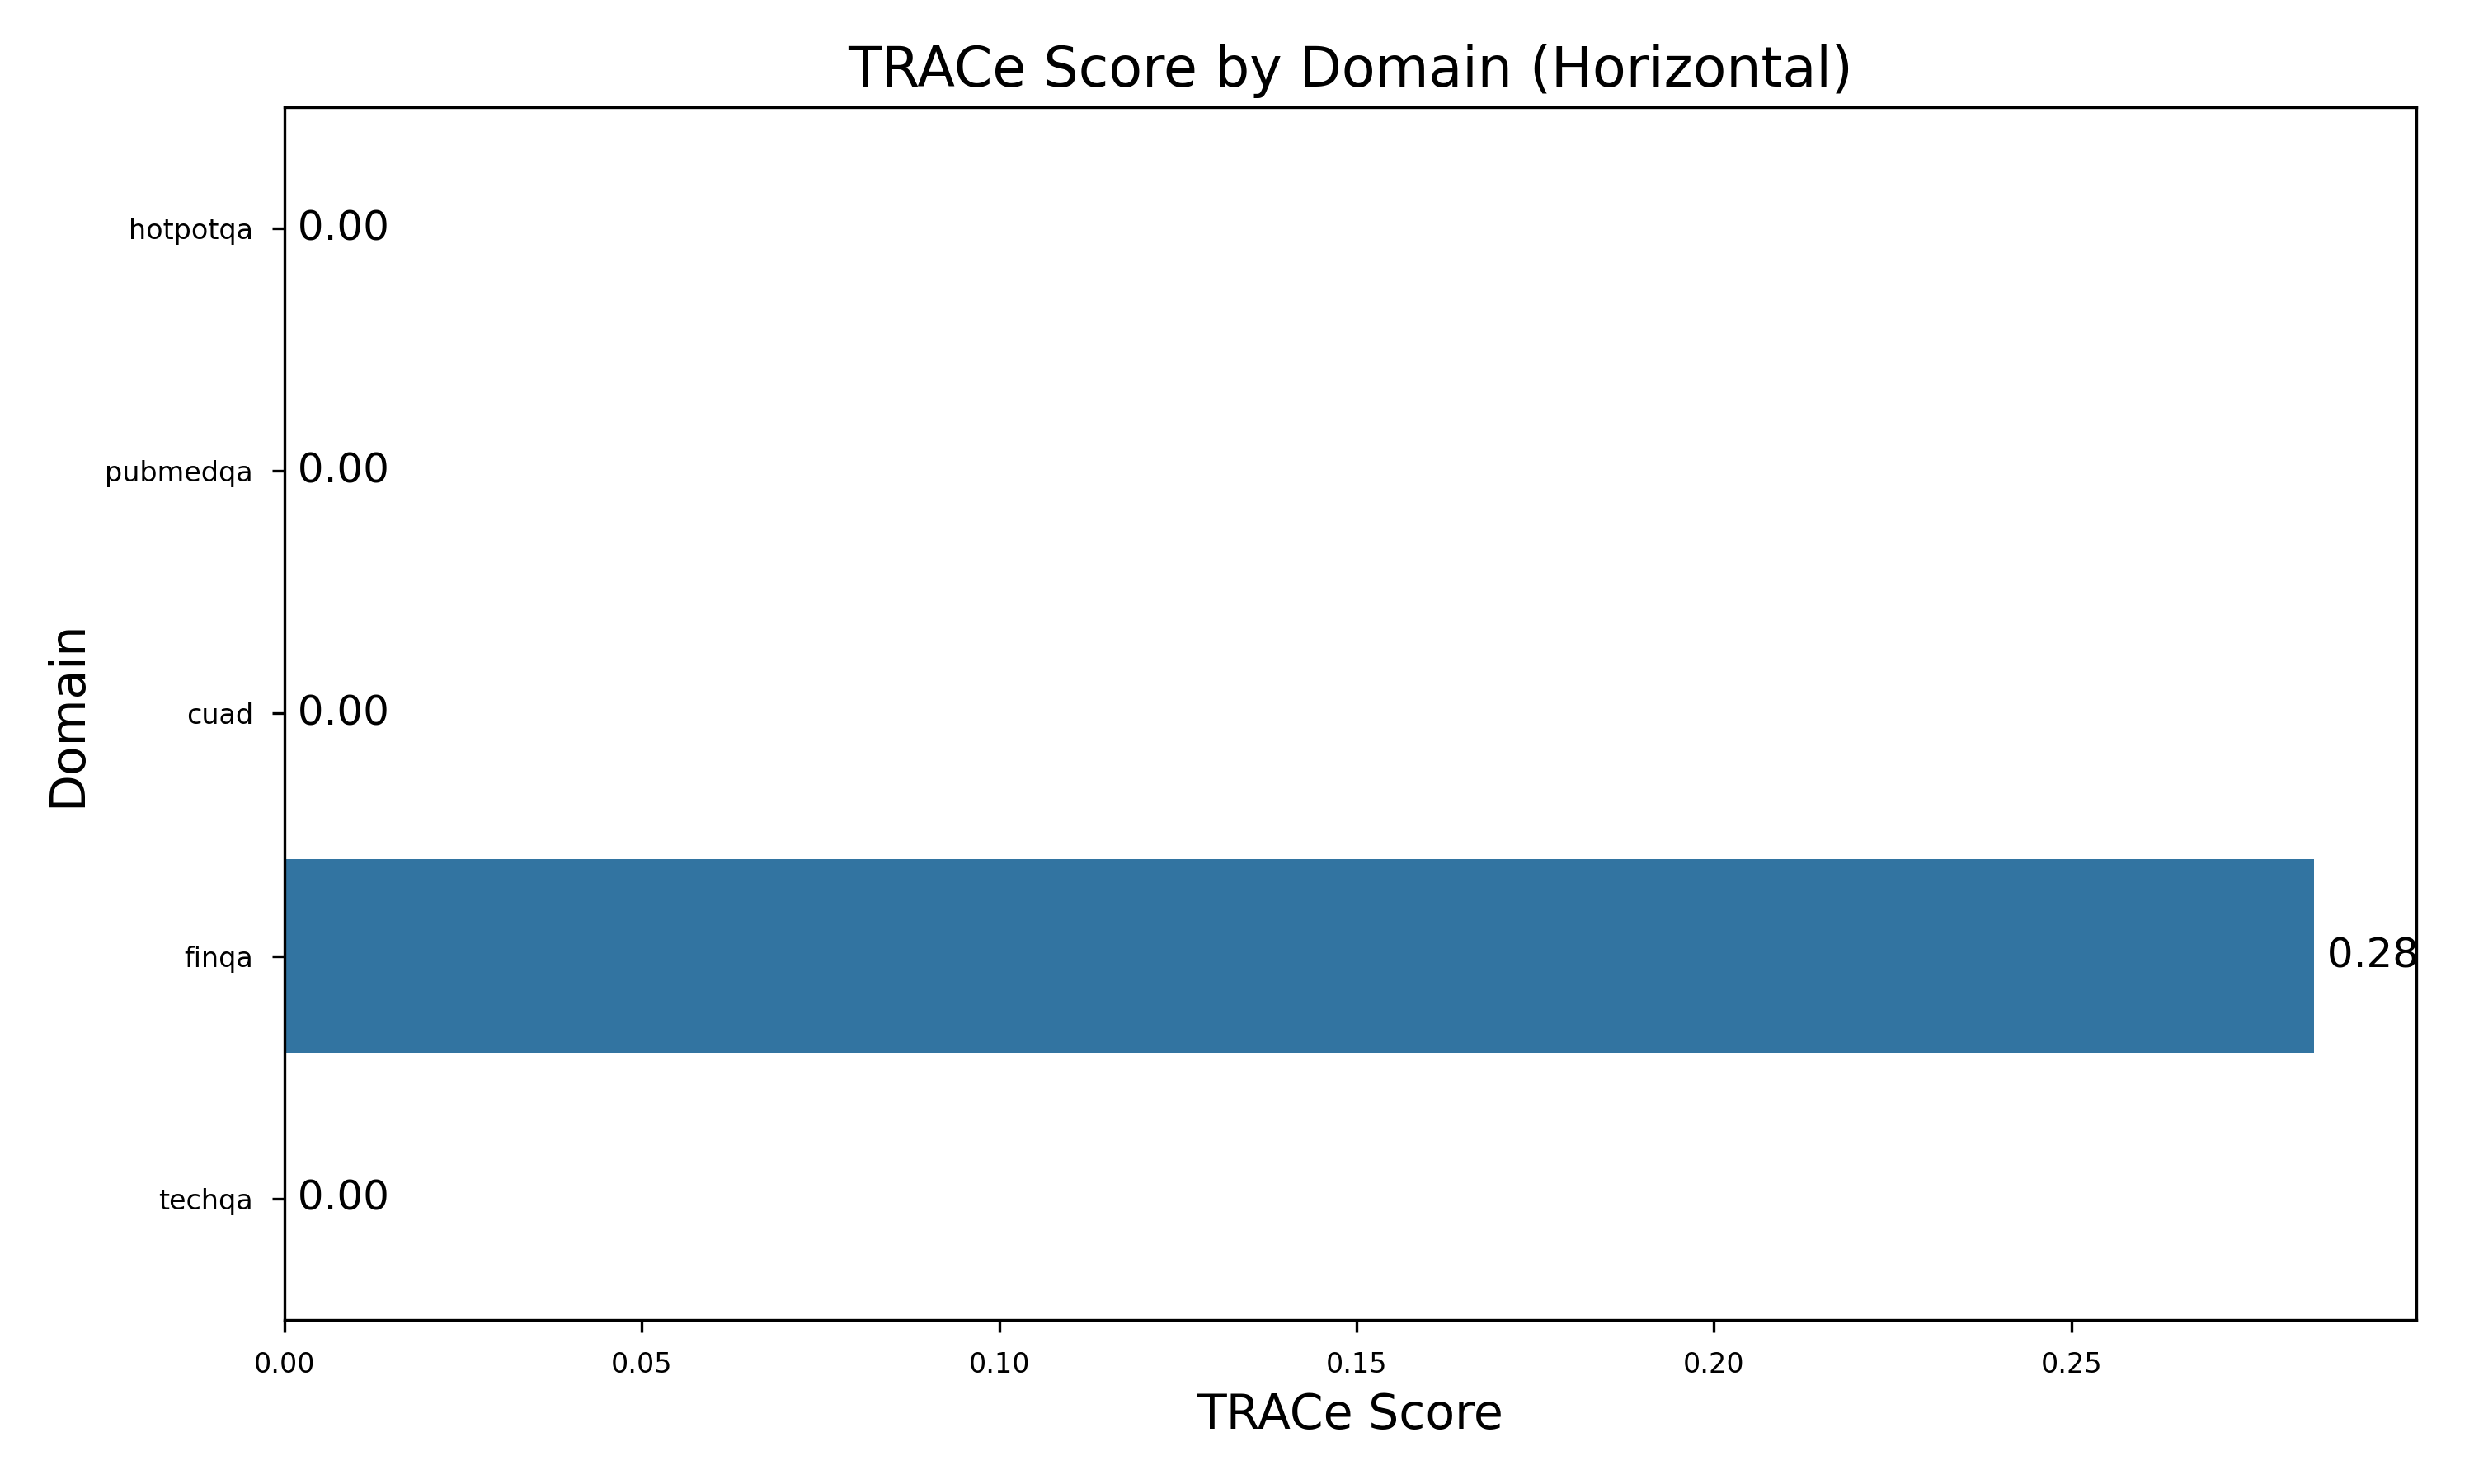 TRACe Score by Domain (Horizontal)
hotpotqa 0.00
pubmedqa 0.00
cuad 0.00
finqa 0.28
techqa 0.00
Domain
0.00 0.05 0.10 0.15 0.20 0.25
TRACe Score